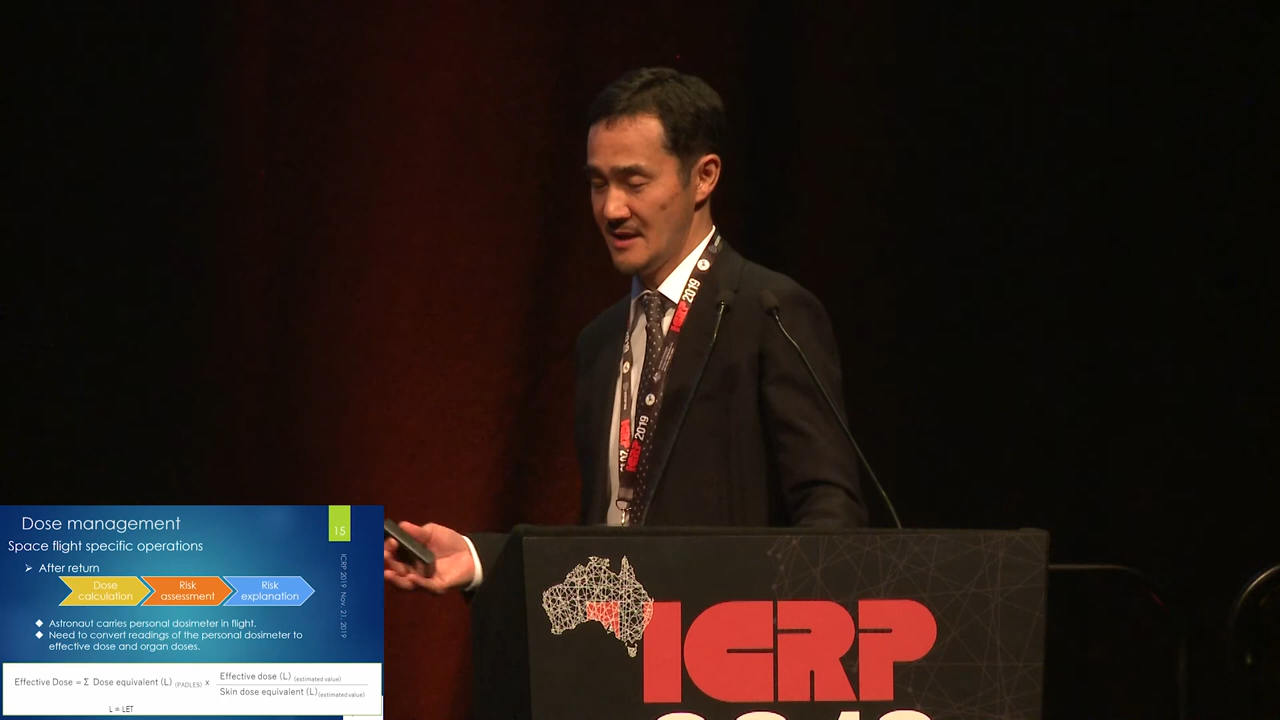 ICRP 2019
ICRP 2019
ICRP
Dose management
15
Space flight specific operations
ICRP 2019 Nov. 21, 2019
➢ After return
Dose calculation
Risk assessment
Risk explanation
◆ Astronaut carries personal dosimeter in flight.
◆ Need to convert readings of the personal dosimeter to
effective dose and organ doses.
Effective Dose = Σ Dose equivalent (L) (PADLES) x Effective dose (L) (estimated value)
Skin dose equivalent (L) (estimated value)
L = LET